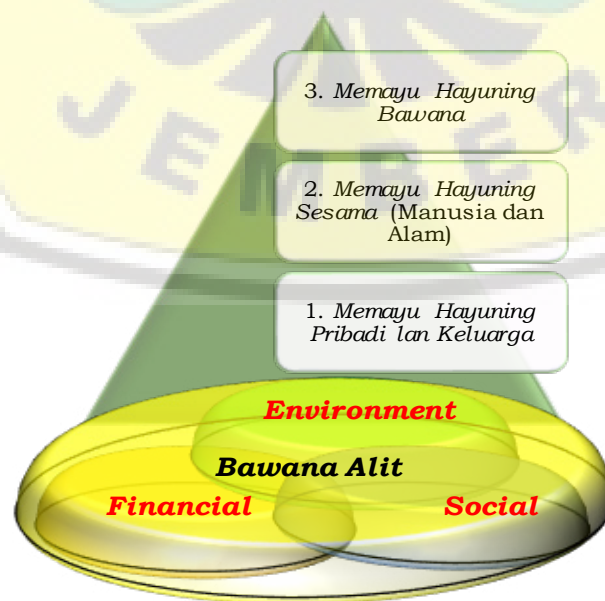 JEMBER
3. Memayu Hayuning
Bawana
2. Memayu Hayuning
Sesama (Manusia dan
Alam)
1. Memayu Hayuning
Pribadi lan Keluarga
Environment
Bawana Alit
Financial
Social